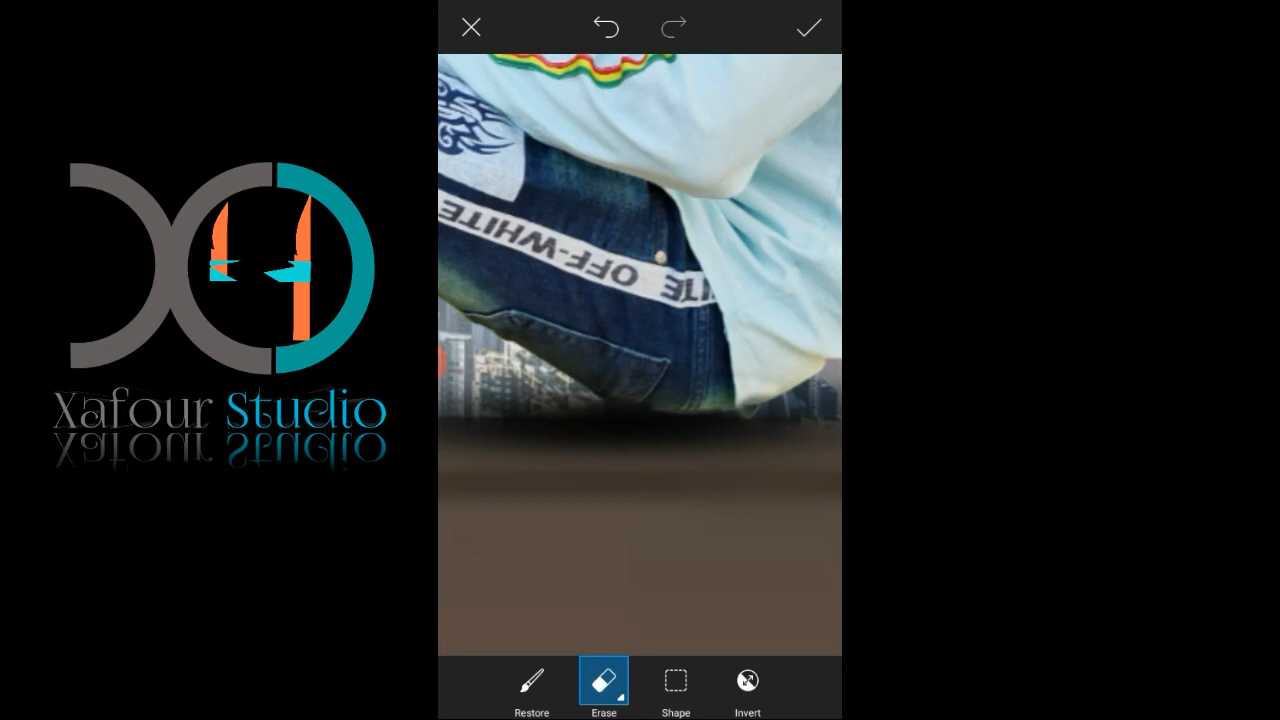 OFF-WHITE
OFF-WHITE
Xafour Studio
Restore
Erase
Shape
Invert